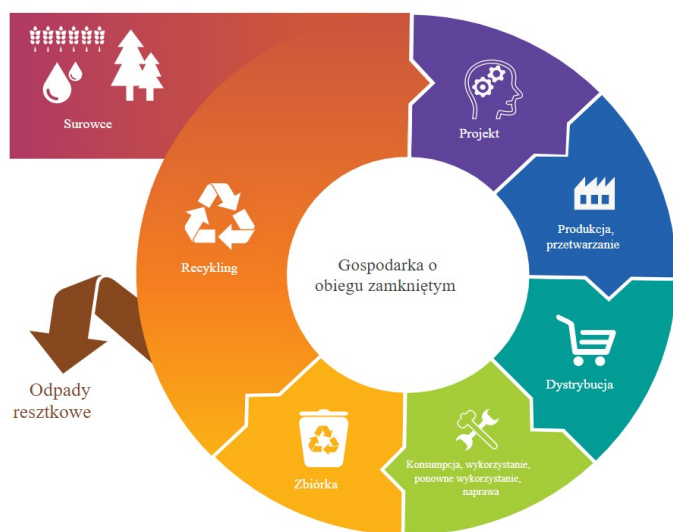 Surowce
Projekt
Produkcja,
przetwarzanie
Dystrybucja
Konsumpcja, wykorzystanie,
ponowne wykorzystanie,
naprawa
Zbiórka
Recykling
Odpady
resztkowe
Gospodarka o
obiegu zamkniętym